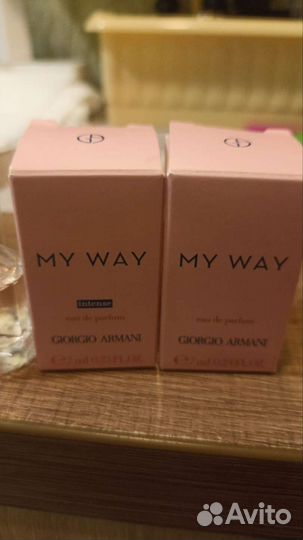 MY WAY
intense
eau de parfum
GIORGIO ARMANI
MY WAY
eau de parfum
GIORGIO ARMANI
Avito